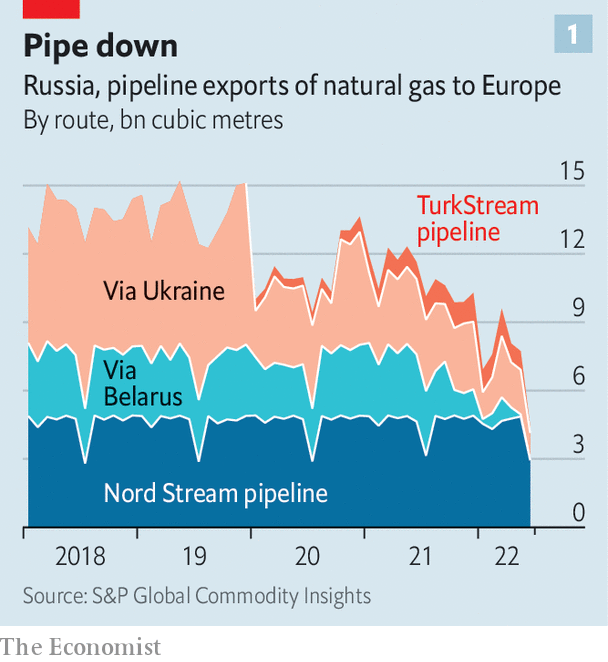 Pipe down
1
Russia, pipeline exports of natural gas to Europe
By route, bn cubic metres
15
TurkStream
pipeline
12
Via Ukraine
9
Via
Belarus
6
3
Nord Stream pipeline
0
2018
19
20
21
22
Source: S&P Global Commodity Insights
The Economist